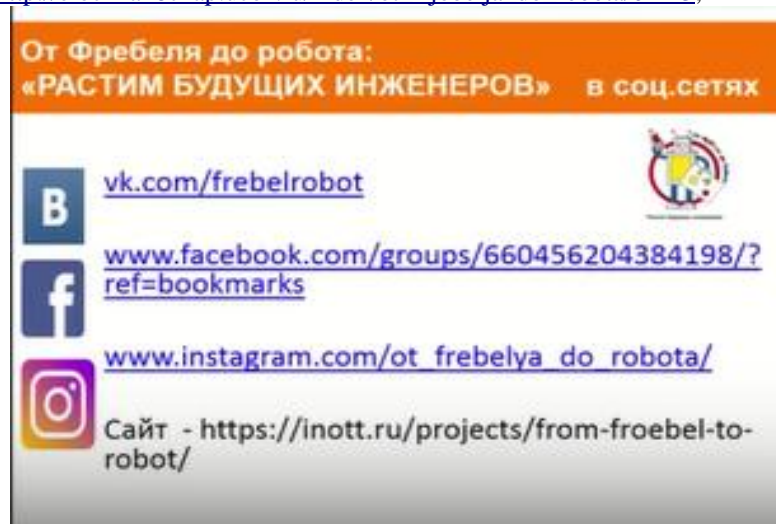 От Фребеля до робота:
«РАСТИМ БУДУЩИХ ИНЖЕНЕРОВ» в соц.сетях
vk.com/frebelrobot
www.facebook.com/groups/660456204384198/?
ref=bookmarks
www.instagram.com/ot_frebelya_do_robota/
Сайт - https://inott.ru/projects/from-froebel-to-
robot/